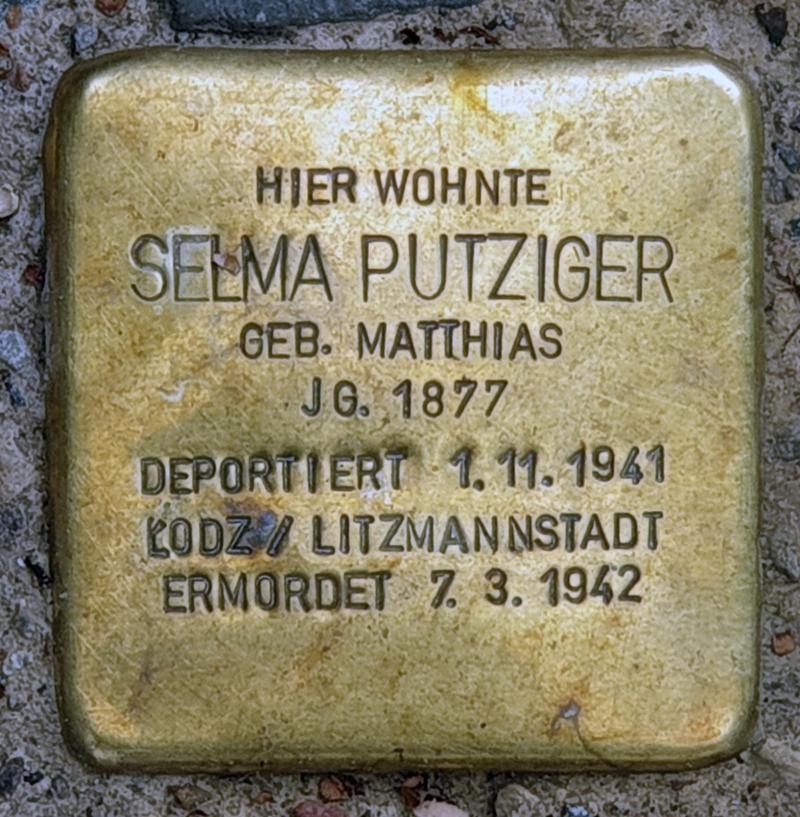 HIER WOHNTE
SELMA PUTZIGER
GEB. MATTHIAS
JG. 1877
DEPORTIERT 1.11.1941
ŁODZ / LITZMANNSTADT
ERMORDET 7.3.1942